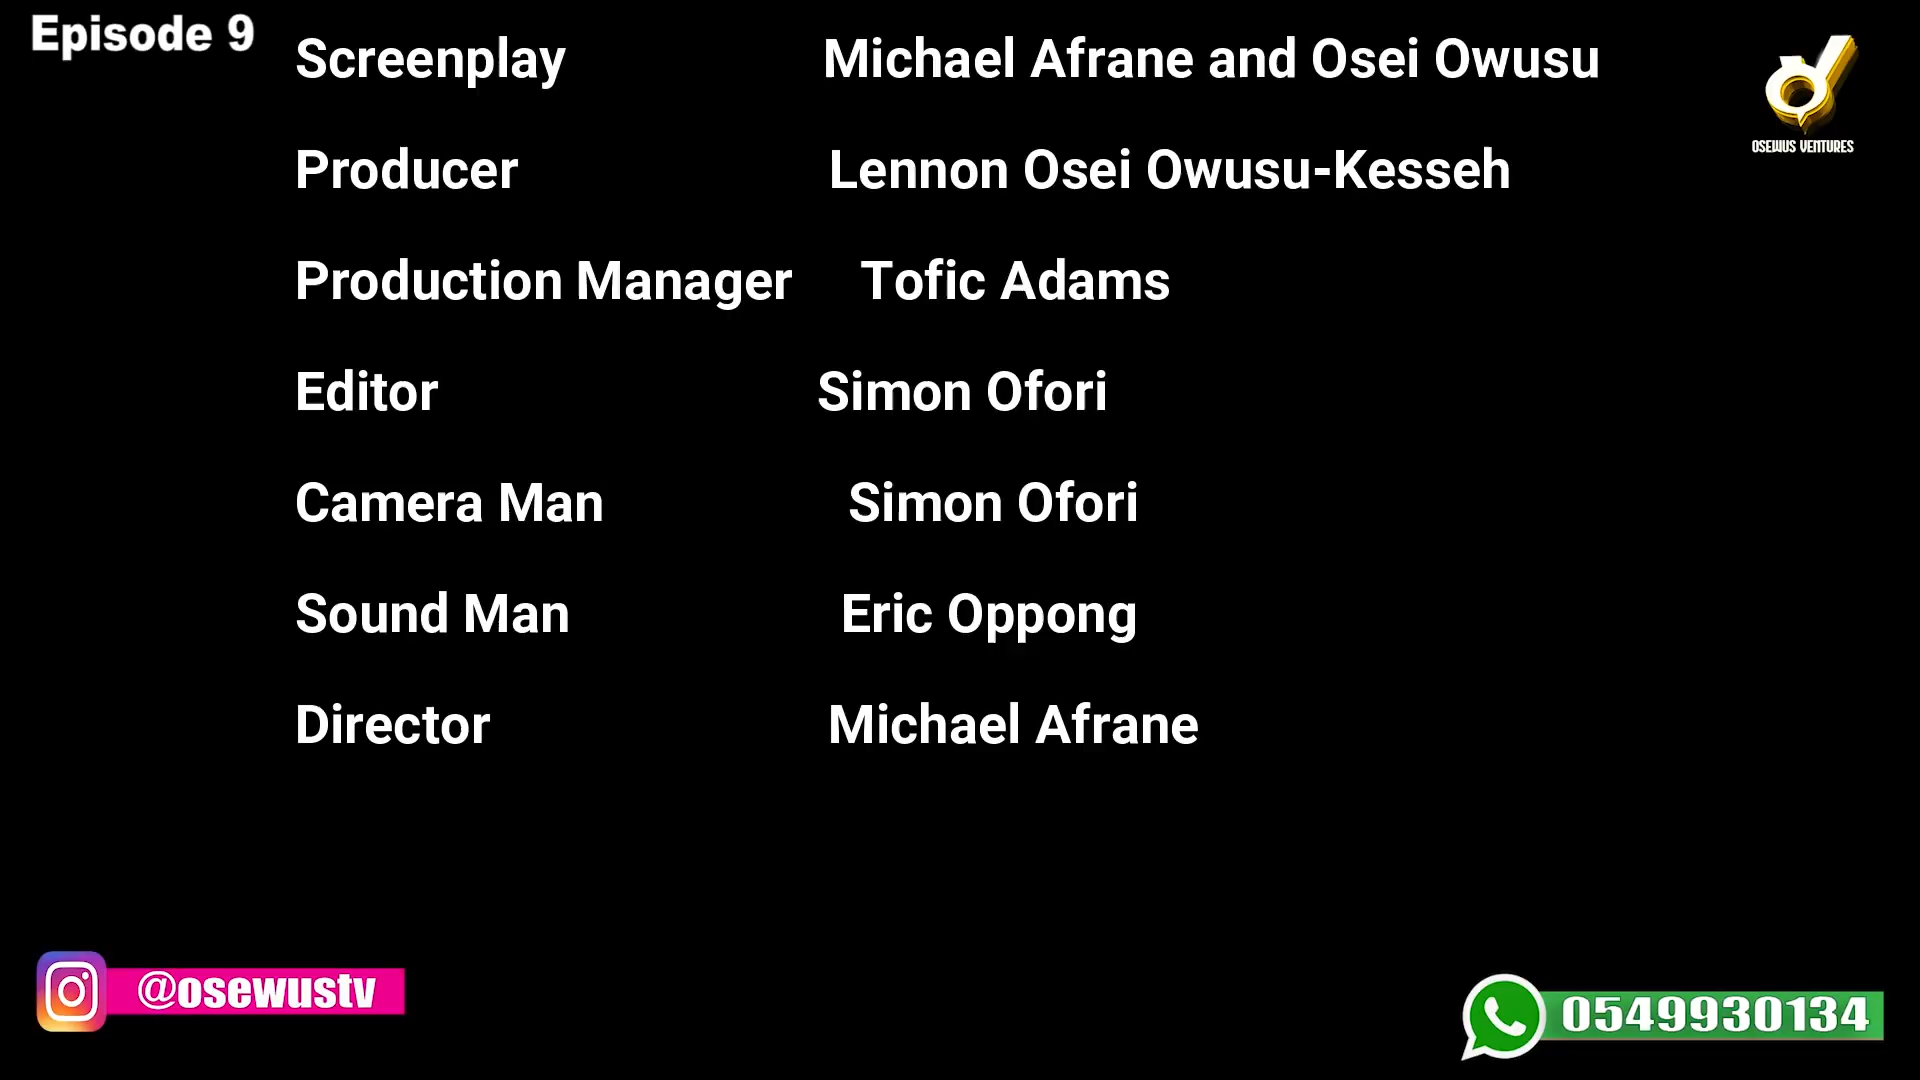 Episode 9
Screenplay Michael Afrane and Osei Owusu
OSEWUS VENTURES
Producer Lennon Osei Owusu-Kesseh
Production Manager Tofic Adams
Editor Simon Ofori
Camera Man Simon Ofori
Sound Man Eric Oppong
Director Michael Afrane
@osewustv
0549930134